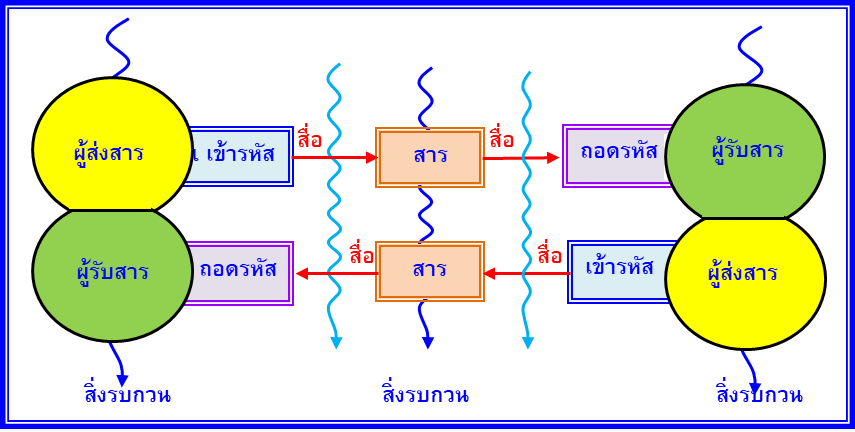 ผู้ส่งสาร
เข้ารหัส
สื่อ
สาร
สื่อ
ถอดรหัส
ผู้รับสาร
ผู้รับสาร
ถอดรหัส
สื่อ
สาร
สื่อ
เข้ารหัส
ผู้ส่งสาร
สิ่งรบกวน
สิ่งรบกวน
สิ่งรบกวน